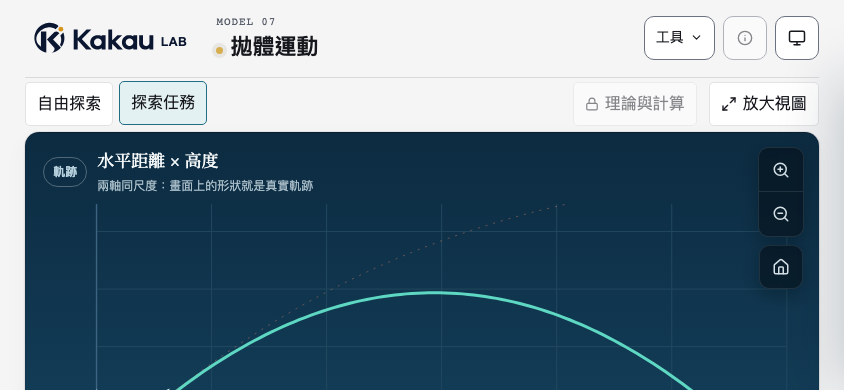 Kakau LAB
MODEL 07
拋體運動
工具
自由探索
探索任務
理論與計算
放大視圖
軌跡
水平距離 × 高度
兩軸同尺度：畫面上的形狀就是真實軌跡